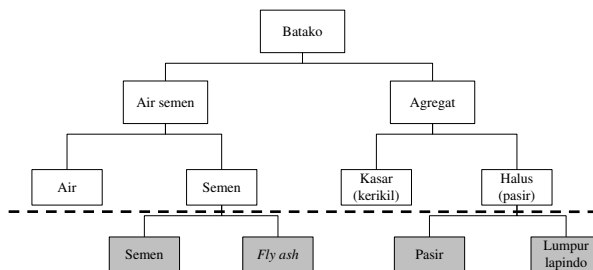 Batako
Air semen
Agregat
Air
Semen
Kasar
(kerikil)
Halus
(pasir)
Semen
Fly ash
Pasir
Lumpur
lapindo